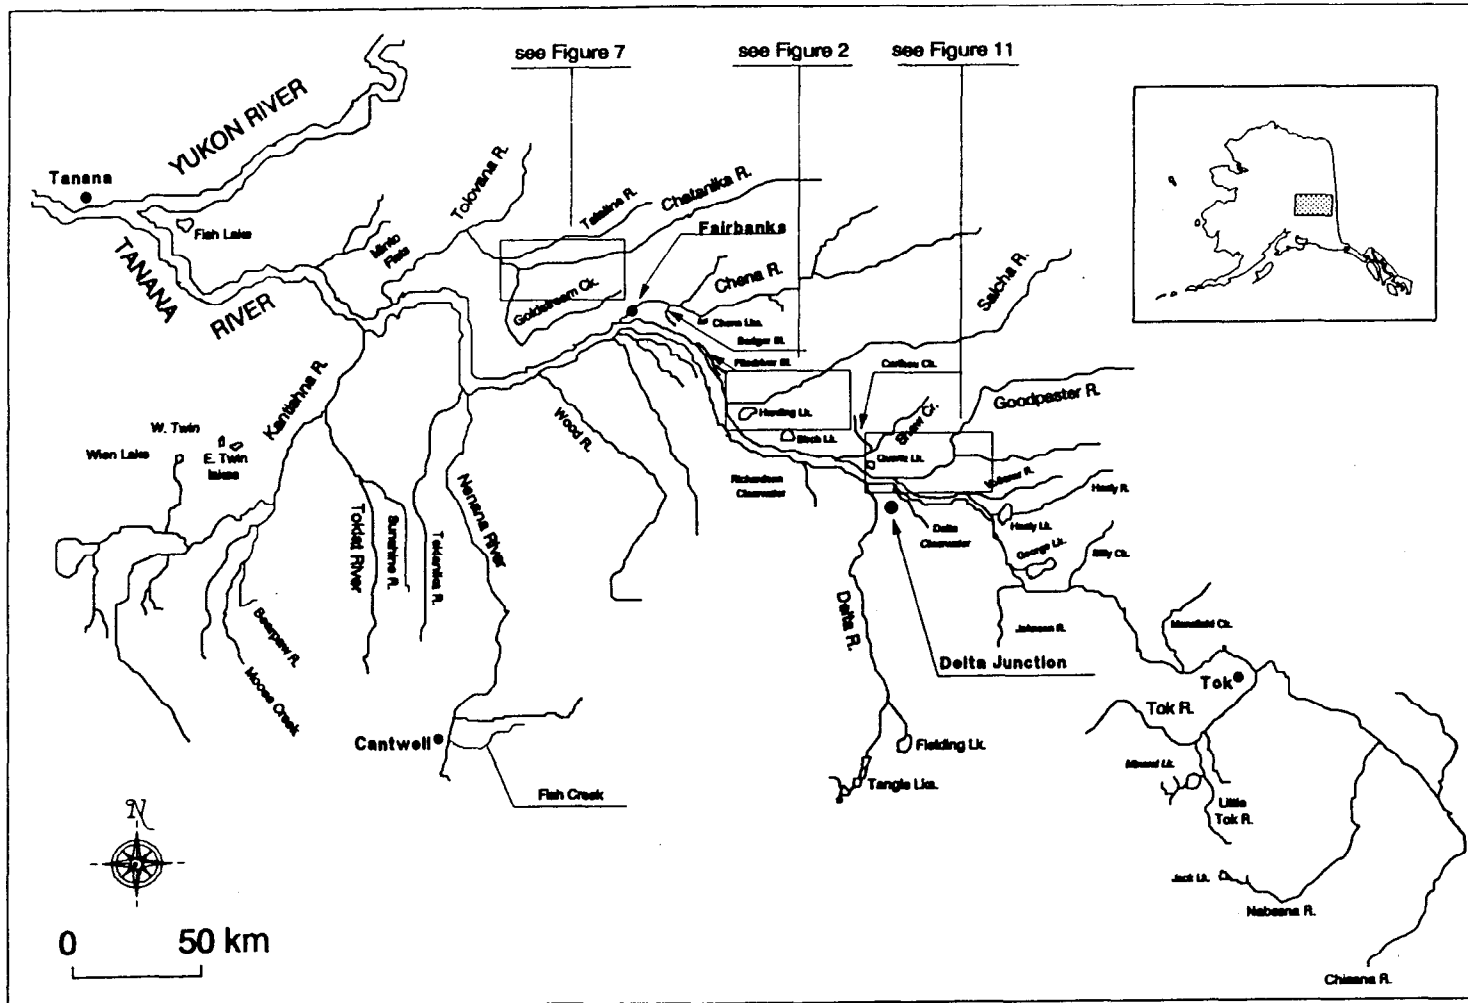 see Figure 7
see Figure 2
see Figure 11
YUKON RIVER
Tanana
Fish Lake
TANANA
RIVER
Minto
Flats
Tolovana R.
Tatalina R.
Chatanika R.
Fairbanks
Goldstream Ck.
Chena R.
Chena Lks.
Badger Sl.
Piledriver Sl.
Salcha R.
Caribou Ck.
Harding Lk.
Birch Lk.
Shaw Ck.
Quartz Lk.
Goodpaster R.
Volkmar R.
Healy R.
Healy Lk.
George Lk.
Billy Ck.
Richardson
Clearwater
Delta
Clearwater
Kantishna R.
W. Twin
Wien Lake
E. Twin
lakes
Toklat River
Sunshine R.
Teklanika R.
Nenana River
Wood R.
Bearpaw R.
Moose Creek
Delta R.
Delta Junction
Johnson R.
Mansfield Ck.
Tok
Tok R.
Cantwell
Fish Creek
Fielding Lk.
Tangle Lks.
Mineral Lk.
Little
Tok R.
Jack Lk.
Nabesna R.
Chisana R.
N
0 50 km